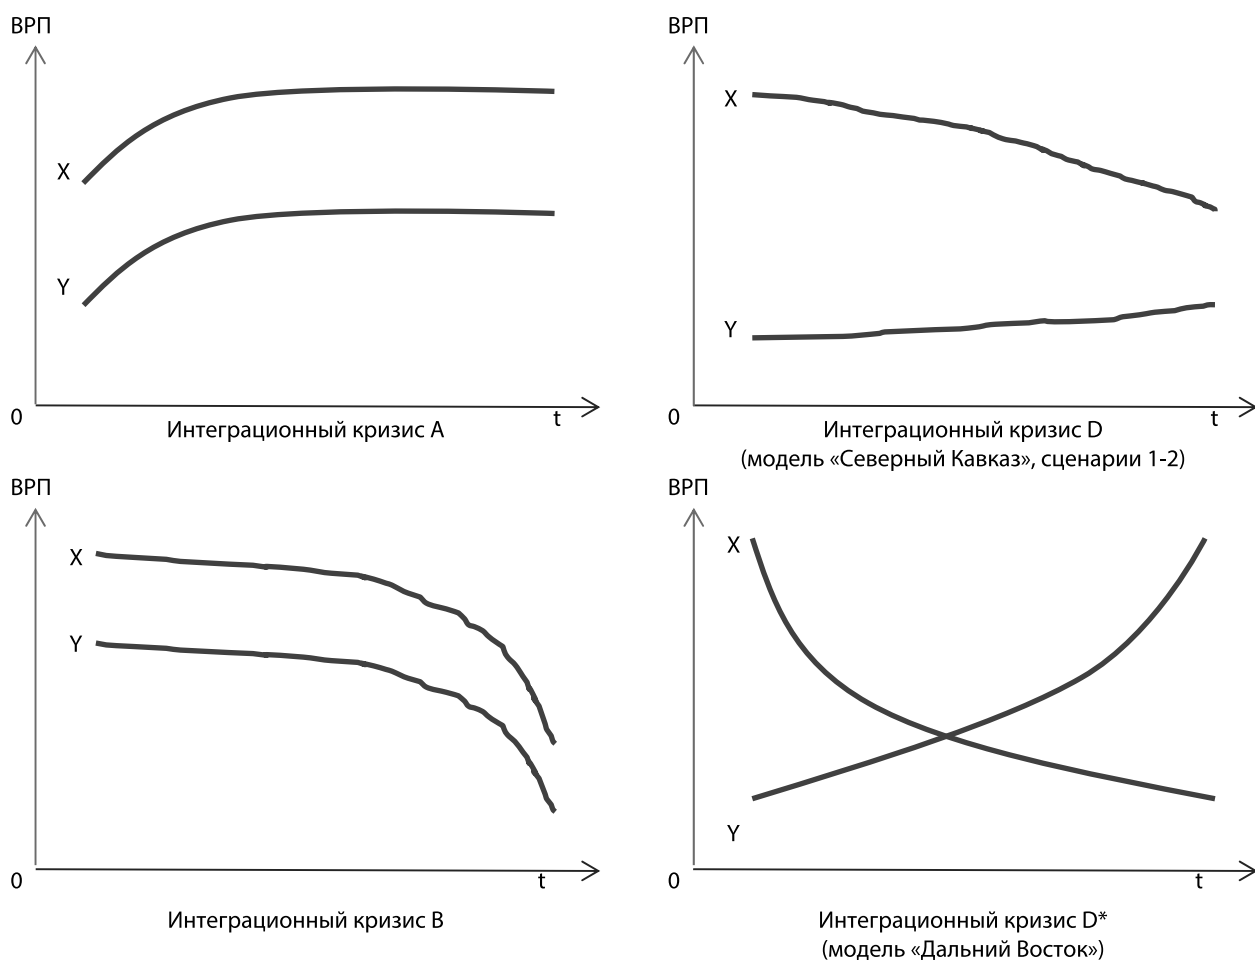 ВРП
X
Y
0
t
Интеграционный кризис A
ВРП
X
Y
0
t
Интеграционный кризис D
(модель «Северный Кавказ», сценарии 1-2)
ВРП
X
Y
0
t
Интеграционный кризис B
ВРП
X
Y
0
t
Интеграционный кризис D*
(модель «Дальний Восток»)